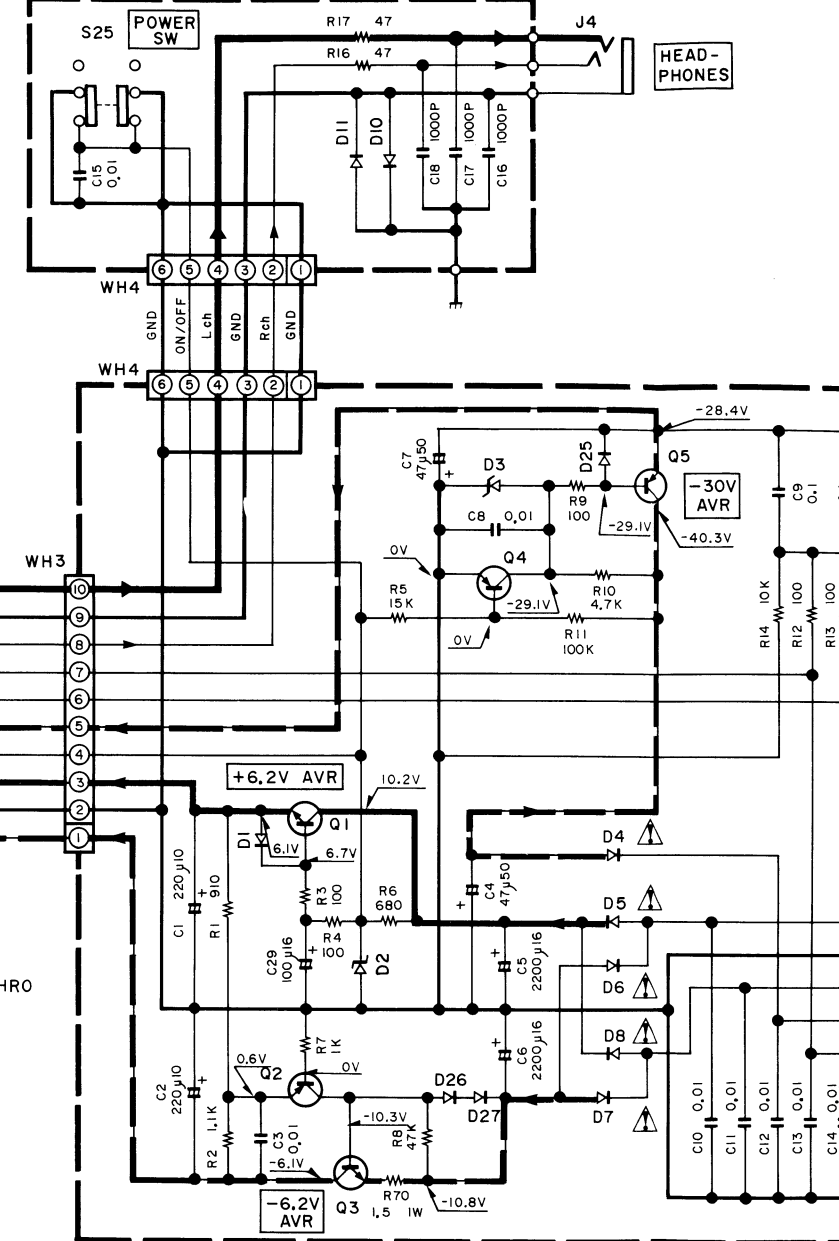 S25
POWER
SW
R17 47
R16 47
J4
HEAD-
PHONES
C15
0.01
D11
D10
1000P
C18
1000P
C17
1000P
C16
6 5 4 3 2 1
WH4
GND
ON/OFF
Lch
GND
Rch
GND
WH4
6 5 4 3 2 1
-28.4V
C7
47µ50
+
D3
D25
Q5
-30V
AVR
R9
100
C8 0.01
-29.1V
-40.3V
C9
0.1
0V
Q4
WH3
10
9
8
7
6
5
4
3
2
1
R5
15K
-29.1V
R10
4.7K
0V
R11
100K
R14
10K
R12
100
R13
100
+6.2V AVR
10.2V
Q1
D1
6.1V
6.7V
D4
C1
220µ10
+
R1
910
R3
100
R6
680
R4
100
C29
100µ16
+
D2
C4
47µ50
+
D5
C5
2200µ16
+
D6
HRO
D8
C6
2200µ16
+
R7
1K
0.6V
Q2
0V
C2
220µ10
+
D26
D27
D7
R2
1.1K
C3
0.01
-10.3V
R8
47K
-6.1V
-6.2V
AVR
Q3
R70
1.5 1W
-10.8V
C10
0.01
C11
0.01
C12
0.01
C13
0.01
C14
0.01